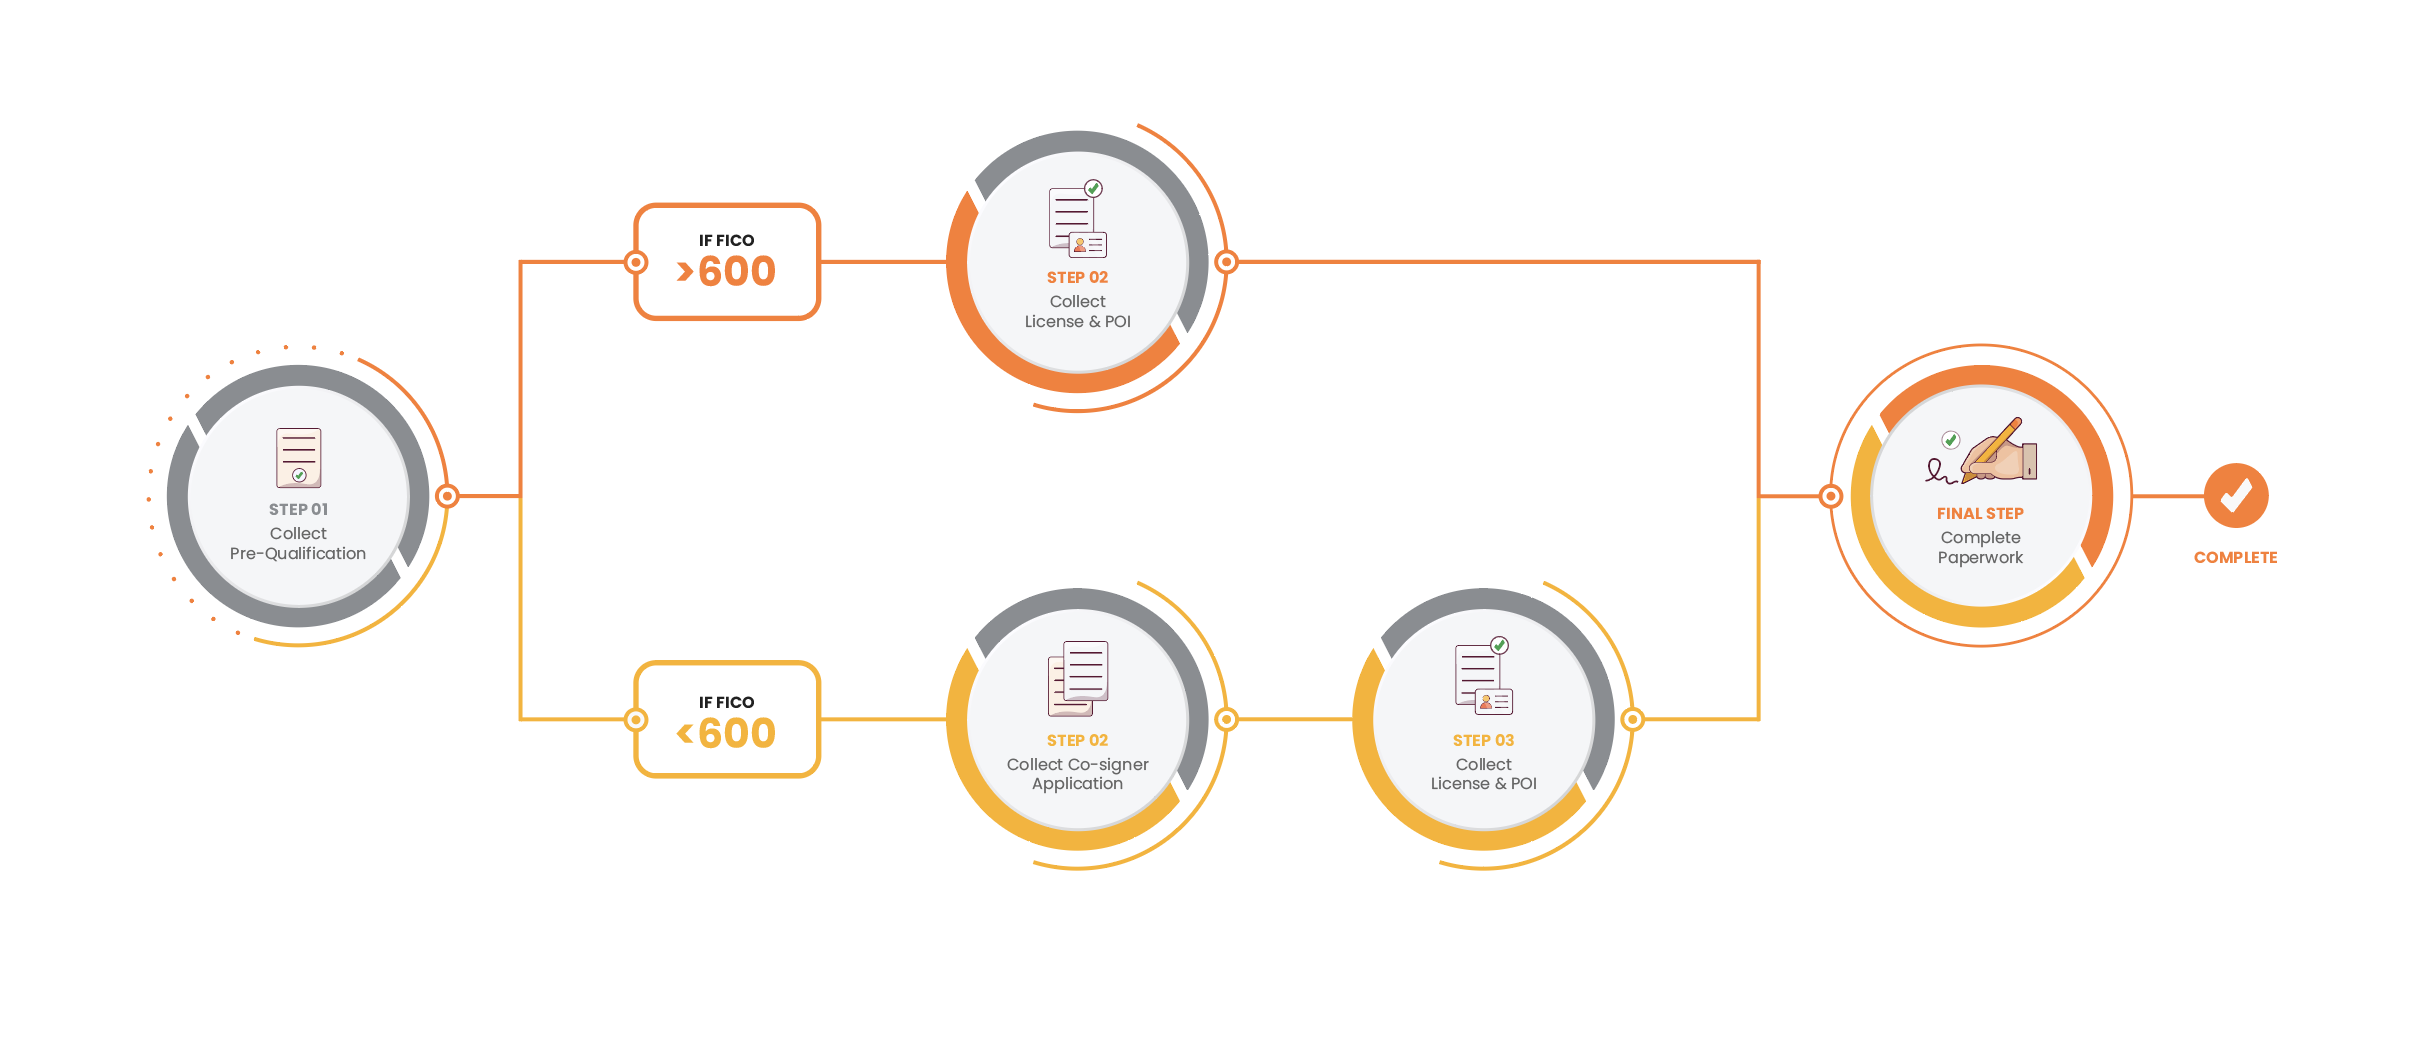 STEP 01
Collect
Pre-Qualification
IF FICO
>600
STEP 02
Collect
License & POI
IF FICO
<600
STEP 02
Collect Co-signer
Application
STEP 03
Collect
License & POI
FINAL STEP
Complete
Paperwork
COMPLETE